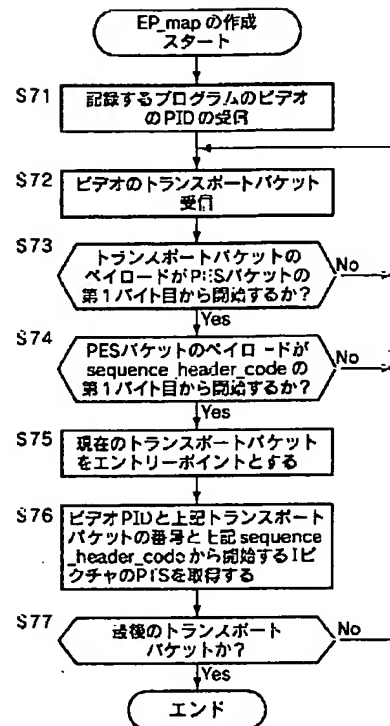 EP_mapの作成
スタート
S71
記録するプログラムのビデオ
のPIDの受信
S72
ビデオのトランスポートパケット
受信
S73
トランスポートパケットの
ペイロードがPESパケットの
第1バイト目から開始するか?
No
Yes
S74
PESパケットのペイロードが
sequence_header_codeの
第1バイト目から開始するか?
No
Yes
S75
現在のトランスポートパケット
をエントリーポイントとする
S76
ビデオPIDと上記トランスポート
パケットの番号と上記sequence
_header_codeから開始するIピ
クチャのPTSを取得する
S77
最後のトランスポート
パケットか?
No
Yes
エンド